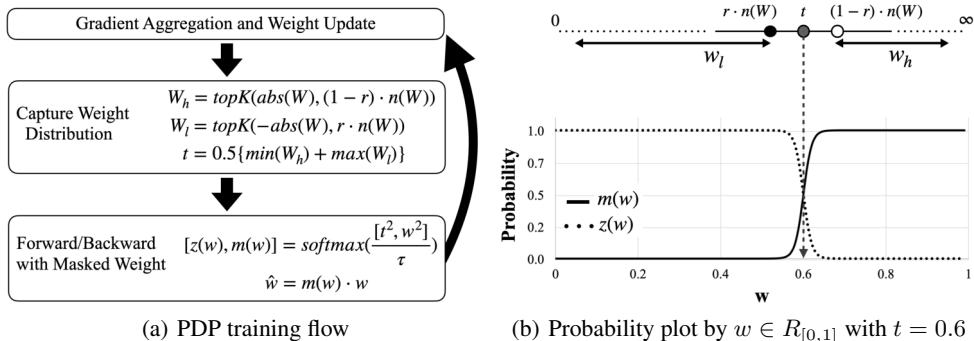 Gradient Aggregation and Weight Update
Capture Weight
Distribution
W_h = topK(abs(W), (1 − r) · n(W))
W_l = topK(−abs(W), r · n(W))
t = 0.5{min(W_h) + max(W_l)}
Forward/Backward
with Masked Weight
[z(w), m(w)] = softmax([t², w²] / τ)
ŵ = m(w) · w
(a) PDP training flow
0 r · n(W) t (1 − r) · n(W) ∞
w_l w_h
Probability
1.0
0.7
0.5
0.2
0.0
m(w)
z(w)
0 0.2 0.4 0.6 0.8 1
w
(b) Probability plot by w ∈ R_[0,1] with t = 0.6